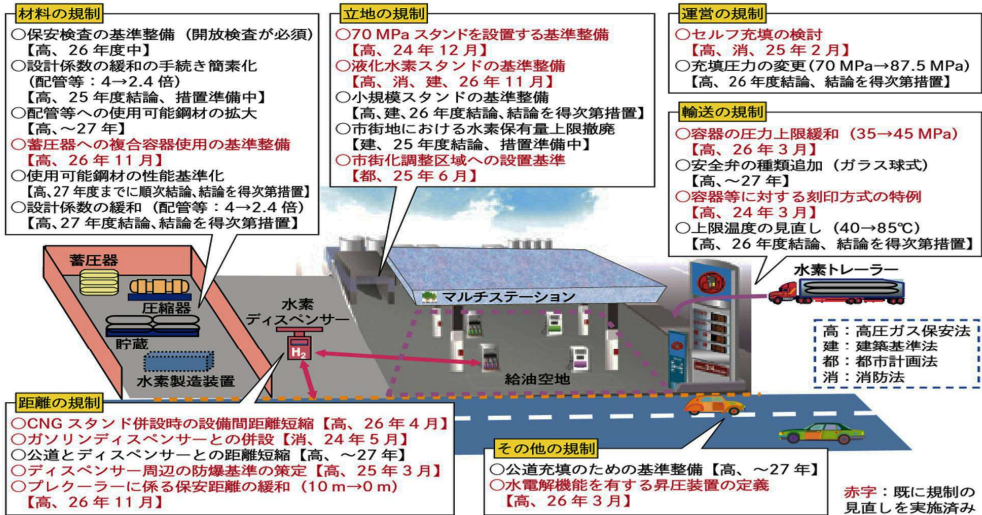 材料の規制
○保安検査の基準整備（開放検査が必須）
【高、26年度中】
○設計係数の緩和の手続き簡素化
（配管等：4→2.4倍）
【高、25年度結論、措置準備中】
○配管等への使用可能鋼材の拡大
【高、～27年】
○蓄圧器への複合容器使用の基準整備
【高、26年11月】
○使用可能鋼材の性能基準化
【高、27年度までに順次結論、結論を得次第措置】
○設計係数の緩和（配管等：4→2.4倍）
【高、27年度結論、結論を得次第措置】
立地の規制
○70 MPaスタンドを設置する基準整備
【高、24年12月】
○液化水素スタンドの基準整備
【高、消、建、26年11月】
○小規模スタンドの基準整備
【高、建、26年度結論、結論を得次第措置】
○市街地における水素保有量上限撤廃
【建、25年度結論、措置準備中】
○市街化調整区域への設置基準
【都、25年6月】
運営の規制
○セルフ充填の検討
【高、消、25年2月】
○充填圧力の変更（70 MPa→87.5 MPa）
【高、26年度結論、結論を得次第措置】
輸送の規制
○容器の圧力上限緩和（35→45 MPa）
【高、26年3月】
○安全弁の種類追加（ガラス球式）
【高、～27年】
○容器等に対する刻印方式の特例
【高、24年3月】
○上限温度の見直し（40→85℃）
【高、26年度結論、結論を得次第措置】
蓄圧器
圧縮器
貯蔵
水素製造装置
水素
ディスペンサー
H2
マルチステーション
給油空地
水素トレーラー
高：高圧ガス保安法
建：建築基準法
都：都市計画法
消：消防法
距離の規制
○CNGスタンド併設時の設備間距離短縮【高、26年4月】
○ガソリンディスペンサーとの併設【消、24年5月】
○公道とディスペンサーとの距離短縮【高、～27年】
○ディスペンサー周辺の防爆基準の策定【高、25年3月】
○プレクーラーに係る保安距離の緩和（10 m→0 m）
【高、26年11月】
その他の規制
○公道充填のための基準整備【高、～27年】
○水電解機能を有する昇圧装置の定義
【高、26年3月】
赤字：既に規制の
見直しを実施済み